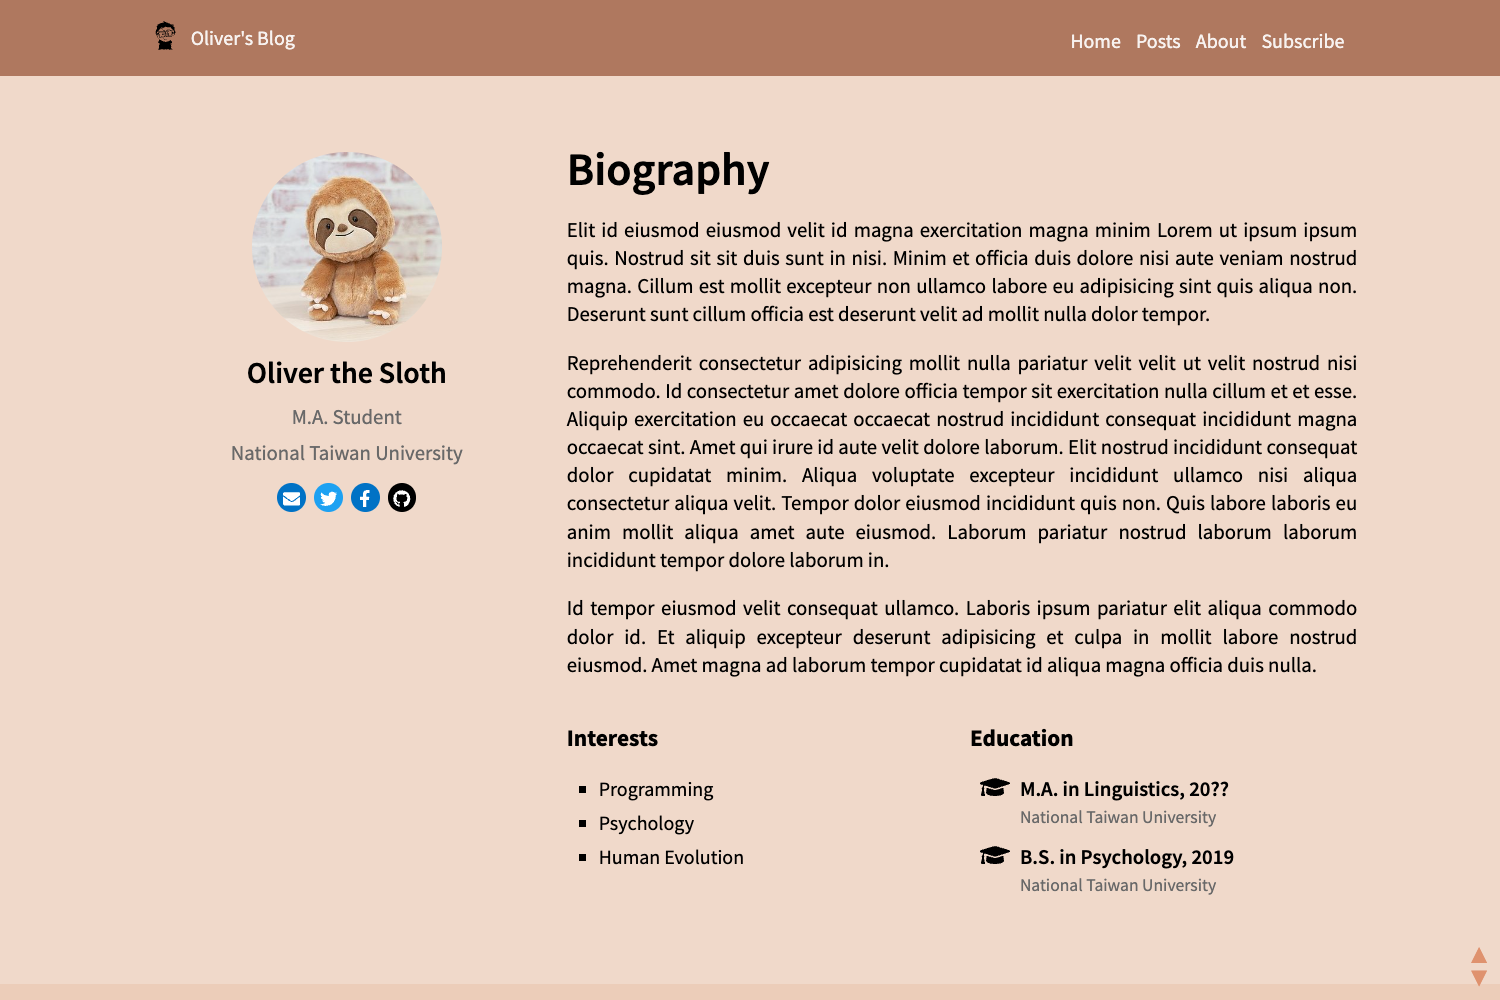 Oliver's Blog
Home Posts About Subscribe
Oliver the Sloth
M.A. Student
National Taiwan University
Biography
Elit id eiusmod eiusmod velit id magna exercitation magna minim Lorem ut ipsum ipsum
quis. Nostrud sit sit duis sunt in nisi. Minim et officia duis dolore nisi aute veniam nostrud
magna. Cillum est mollit excepteur non ullamco labore eu adipisicing sint quis aliqua non.
Deserunt sunt cillum officia est deserunt velit ad mollit nulla dolor tempor.
Reprehenderit consectetur adipisicing mollit nulla pariatur velit velit ut velit nostrud nisi
commodo. Id consectetur amet dolore officia tempor sit exercitation nulla cillum et et esse.
Aliquip exercitation eu occaecat occaecat nostrud incididunt consequat incididunt magna
occaecat sint. Amet qui irure id aute velit dolore laborum. Elit nostrud incididunt consequat
dolor cupidatat minim. Aliqua voluptate excepteur incididunt ullamco nisi aliqua
consectetur aliqua velit. Tempor dolor eiusmod incididunt quis non. Quis labore laboris eu
anim mollit aliqua amet aute eiusmod. Laborum pariatur nostrud laborum laborum
incididunt tempor dolore laborum in.
Id tempor eiusmod velit consequat ullamco. Laboris ipsum pariatur elit aliqua commodo
dolor id. Et aliquip excepteur deserunt adipisicing et culpa in mollit labore nostrud
eiusmod. Amet magna ad laborum tempor cupidatat id aliqua magna officia duis nulla.
Interests
Programming
Psychology
Human Evolution
Education
M.A. in Linguistics, 20??
National Taiwan University
B.S. in Psychology, 2019
National Taiwan University